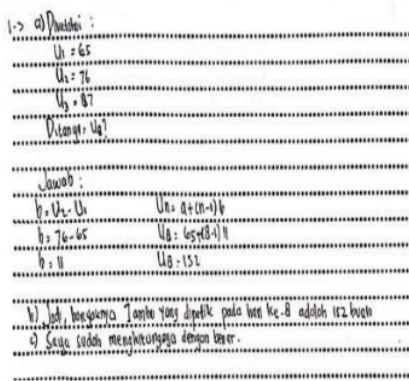 1.> a) Diketahui :
U1 = 65
U2 = 76
U3 = 87
Ditanya = U8?
Jawab :
b = U2 - U1 Un = a+(n-1)b
b = 76-65 U8 = 65+(8-1)11
b = 11 U8 = 152
b) Jadi, banyaknya Jambu yang dipetik pada hari ke-8 adalah 152 buah
c) Saya sudah menghitungnya dengan benar.